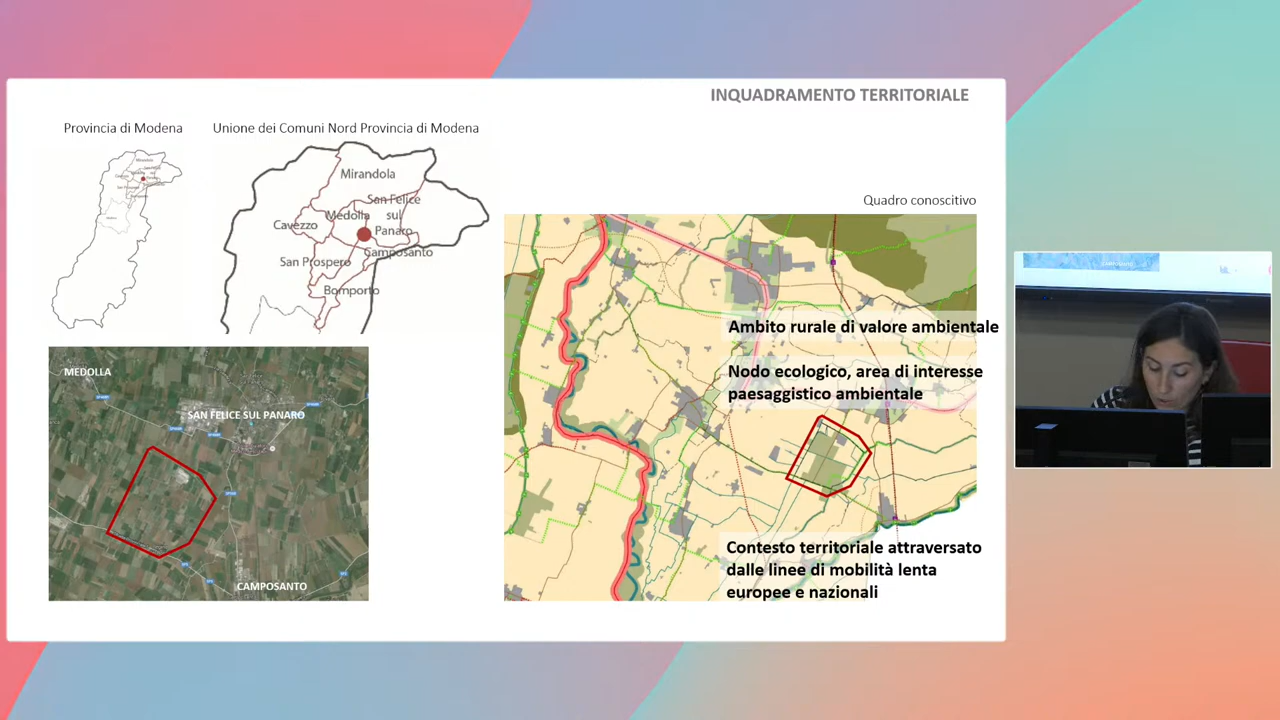 INQUADRAMENTO TERRITORIALE
Provincia di Modena
Unione dei Comuni Nord Provincia di Modena
Mirandola
San Felice
Medolla
sul
Cavezzo
Panaro
Camposanto
San Prospero
Bomporto
Quadro conoscitivo
Ambito rurale di valore ambientale
Nodo ecologico, area di interesse
paesaggistico ambientale
Contesto territoriale attraversato
dalle linee di mobilità lenta
europee e nazionali
MEDOLLA
SAN FELICE SUL PANARO
CAMPOSANTO